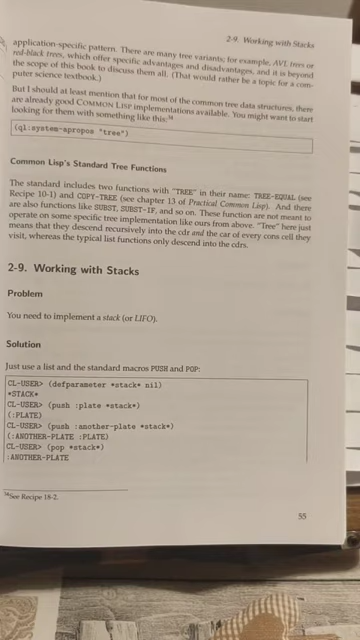 2-9. Working with Stacks
application-specific pattern. There are many tree variants; for example, AVL trees or
red-black trees, which offer specific advantages and disadvantages, and it is beyond
the scope of this book to discuss them all. (That would rather be a topic for a com-
puter science textbook.)
But I should at least mention that for most of the common tree data structures, there
are already good COMMON LISP implementations available. You might want to start
looking for them with something like this:34
(ql:system-apropos "tree")
Common Lisp's Standard Tree Functions
The standard includes two functions with "TREE" in their name: TREE-EQUAL (see
Recipe 10-1) and COPY-TREE (see chapter 13 of Practical Common Lisp). And there
are also functions like SUBST, SUBST-IF, and so on. These function are not meant to
operate on some specific tree implementation like ours from above. "Tree" here just
means that they descend recursively into the cdr and the car of every cons cell they
visit, whereas the typical list functions only descend into the cdrs.
2-9. Working with Stacks
Problem
You need to implement a stack (or LIFO).
Solution
Just use a list and the standard macros PUSH and POP:
CL-USER> (defparameter *stack* nil)
*STACK*
CL-USER> (push :plate *stack*)
(:PLATE)
CL-USER> (push :another-plate *stack*)
(:ANOTHER-PLATE :PLATE)
CL-USER> (pop *stack*)
:ANOTHER-PLATE
34See Recipe 18-2.
55